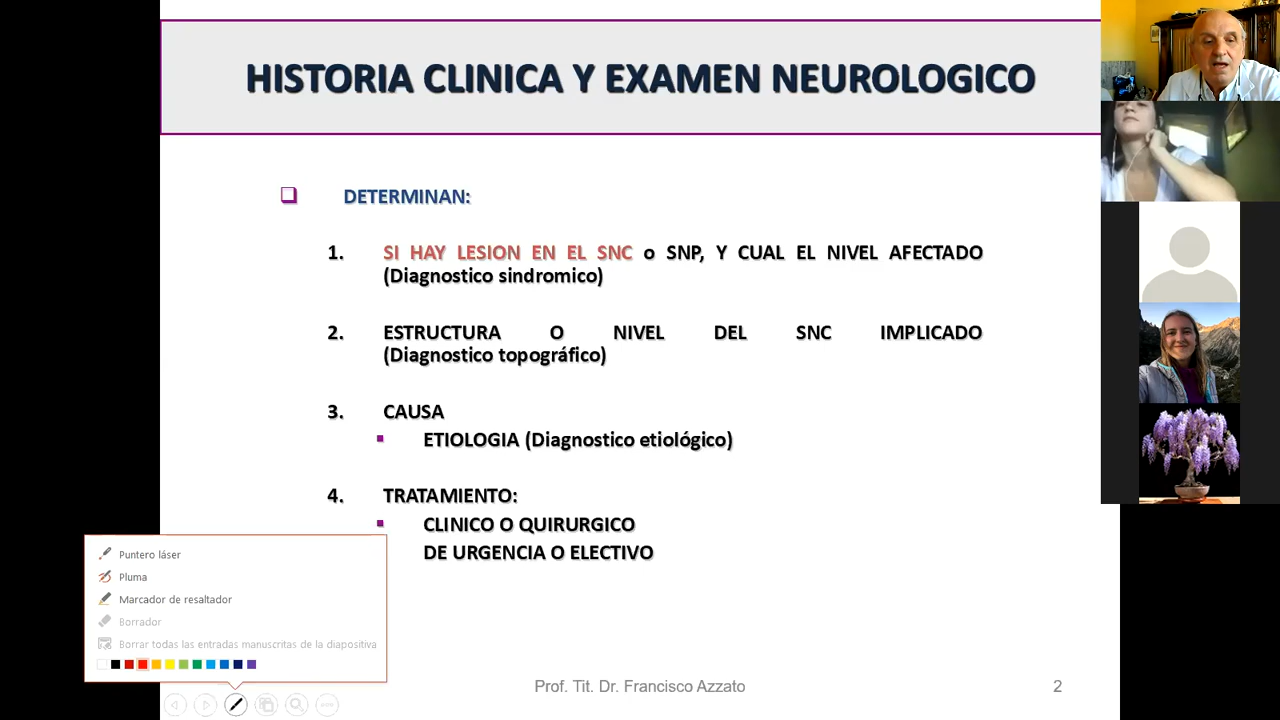 HISTORIA CLINICA Y EXAMEN NEUROLOGICO
DETERMINAN:
1. SI HAY LESION EN EL SNC o SNP, Y CUAL EL NIVEL AFECTADO
(Diagnostico sindromico)
2. ESTRUCTURA O NIVEL DEL SNC IMPLICADO
(Diagnostico topográfico)
3. CAUSA
ETIOLOGIA (Diagnostico etiológico)
4. TRATAMIENTO:
CLINICO O QUIRURGICO
DE URGENCIA O ELECTIVO
Puntero láser
Pluma
Marcador de resaltador
Borrador
Borrar todas las entradas manuscritas de la diapositiva
Prof. Tit. Dr. Francisco Azzato
2